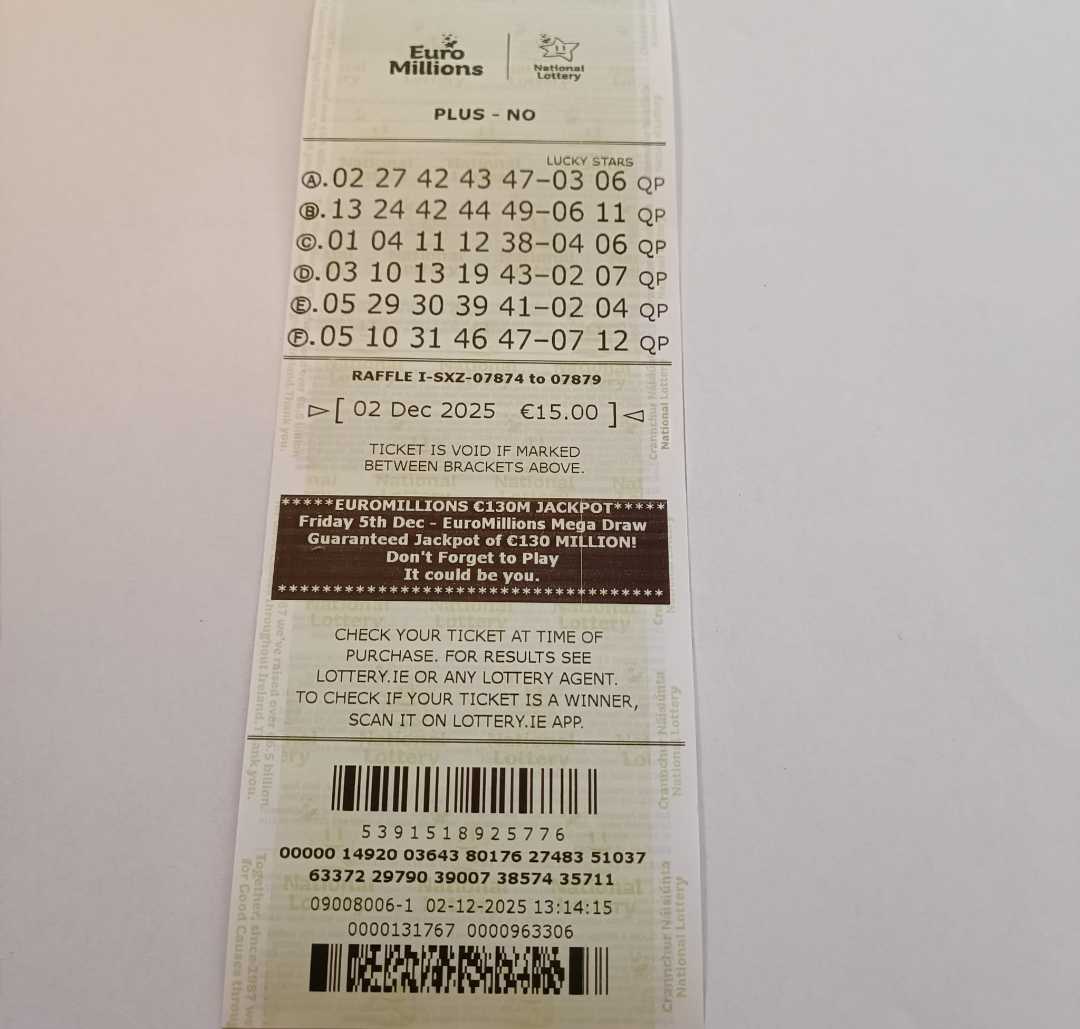 Euro Millions
National Lottery
PLUS - NO
LUCKY STARS
Ⓐ.02 27 42 43 47-03 06 QP
Ⓑ.13 24 42 44 49-06 11 QP
Ⓒ.01 04 11 12 38-04 06 QP
Ⓓ.03 10 13 19 43-02 07 QP
Ⓔ.05 29 30 39 41-02 04 QP
Ⓕ.05 10 31 46 47-07 12 QP
RAFFLE I-SXZ-07874 to 07879
[ 02 Dec 2025 €15.00 ]
TICKET IS VOID IF MARKED
BETWEEN BRACKETS ABOVE.
*****EUROMILLIONS €130M JACKPOT*****
Friday 5th Dec - EuroMillions Mega Draw
Guaranteed Jackpot of €130 MILLION!
Don't Forget to Play
It could be you.
***********************************
CHECK YOUR TICKET AT TIME OF
PURCHASE. FOR RESULTS SEE
LOTTERY.IE OR ANY LOTTERY AGENT.
TO CHECK IF YOUR TICKET IS A WINNER,
SCAN IT ON LOTTERY.IE APP.
5391518925776
00000 14920 03643 80176 27483 51037
63372 29790 39007 38574 35711
09008006-1 02-12-2025 13:14:15
0000131767 0000963306
Crannchur Náisiúnta
National Lottery